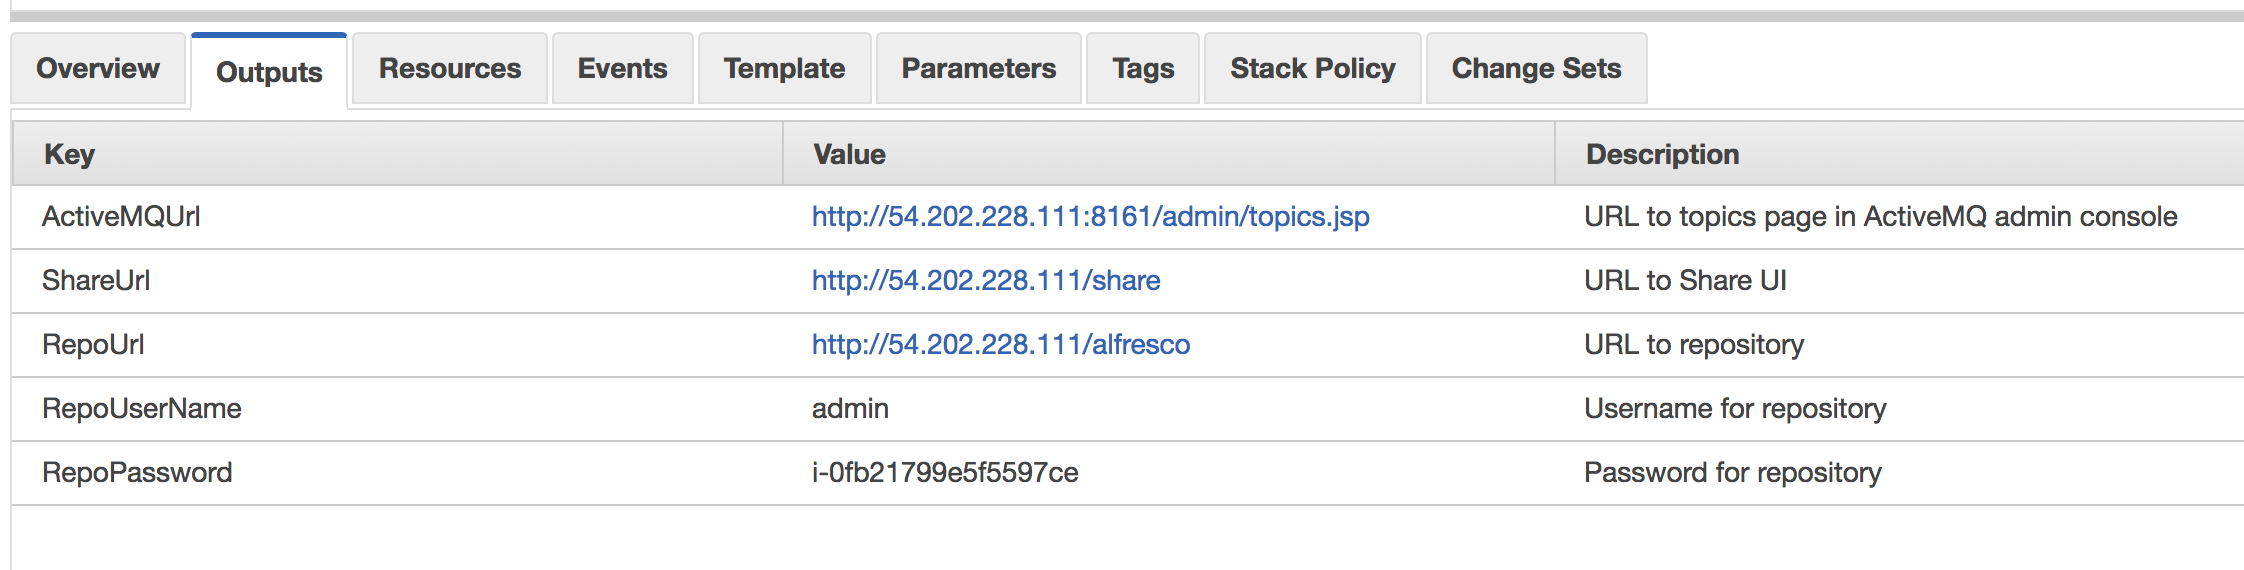 Overview Outputs Resources Events Template Parameters Tags Stack Policy Change Sets
Key Value Description
ActiveMQUrl http://54.202.228.111:8161/admin/topics.jsp URL to topics page in ActiveMQ admin console
ShareUrl http://54.202.228.111/share URL to Share UI
RepoUrl http://54.202.228.111/alfresco URL to repository
RepoUserName admin Username for repository
RepoPassword i-0fb21799e5f5597ce Password for repository